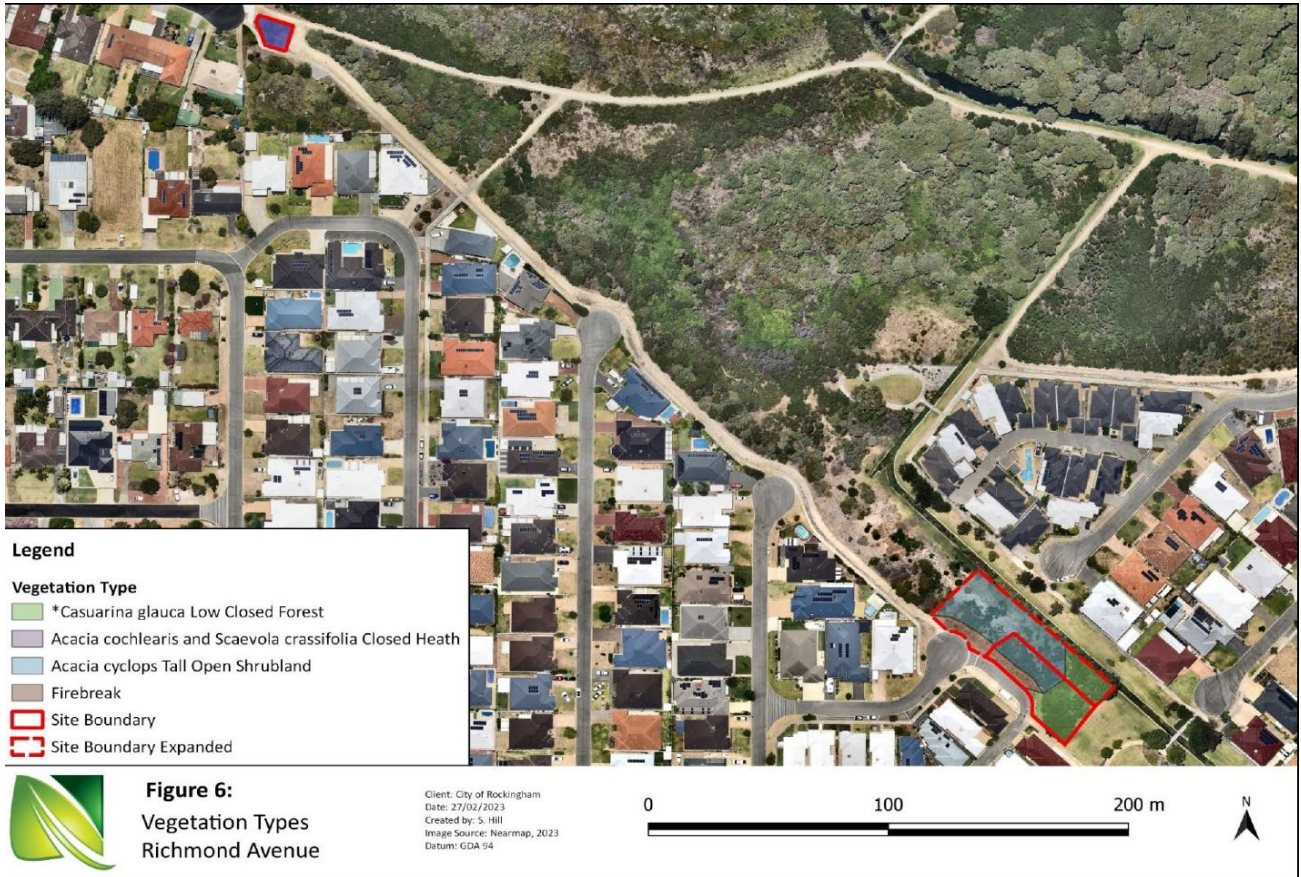 Legend
Vegetation Type
*Casuarina glauca Low Closed Forest
Acacia cochlearis and Scaevola crassifolia Closed Heath
Acacia cyclops Tall Open Shrubland
Firebreak
Site Boundary
Site Boundary Expanded
Figure 6:
Vegetation Types
Richmond Avenue
Client: City of Rockingham
Date: 27/02/2023
Created by: S. Hill
Image Source: Nearmap, 2023
Datum: GDA 94
0 100 200 m
N